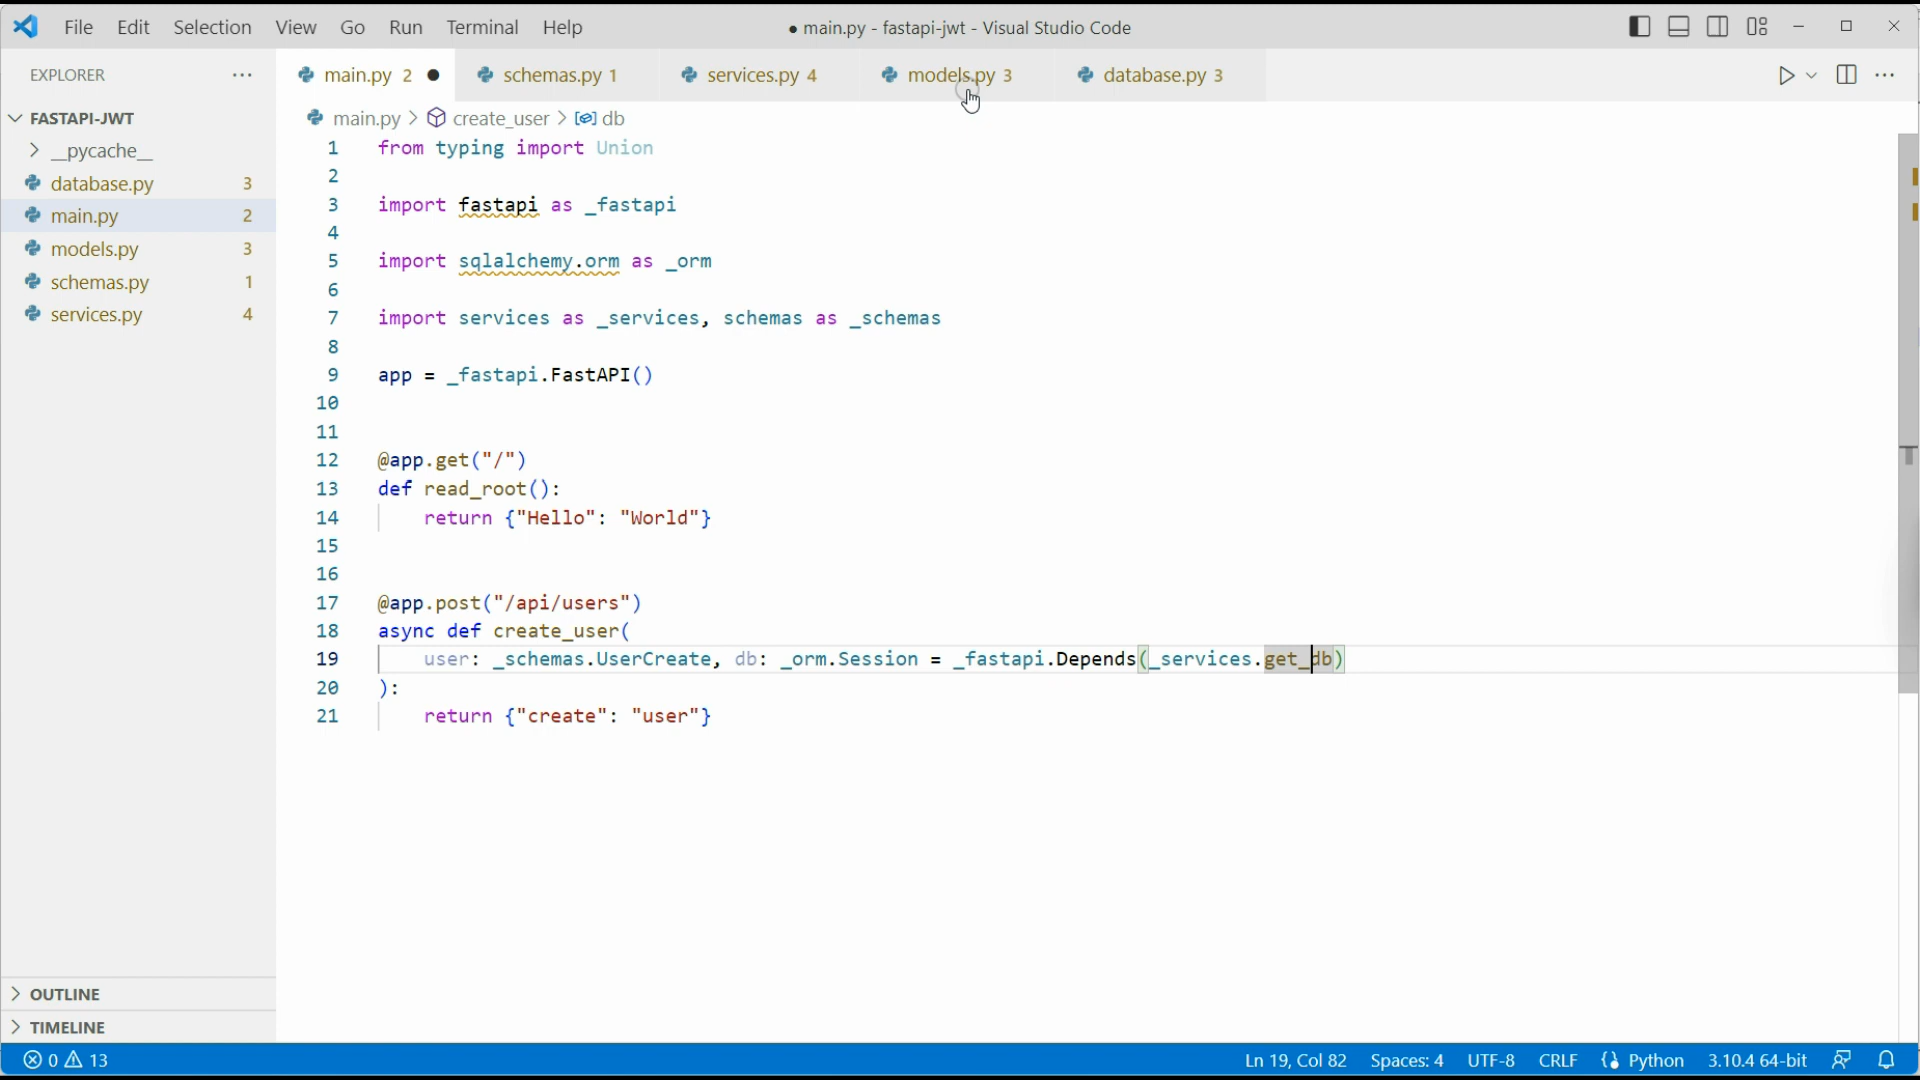 File Edit Selection View Go Run Terminal Help
● main.py - fastapi-jwt - Visual Studio Code
EXPLORER
main.py 2 ● schemas.py 1 services.py 4 models.py 3 database.py 3
FASTAPI-JWT
__pycache__
database.py 3
main.py 2
models.py 3
schemas.py 1
services.py 4
OUTLINE
TIMELINE
main.py > create_user > db
1 from typing import Union
2
3 import fastapi as _fastapi
4
5 import sqlalchemy.orm as _orm
6
7 import services as _services, schemas as _schemas
8
9 app = _fastapi.FastAPI()
10
11
12 @app.get("/")
13 def read_root():
14     return {"Hello": "World"}
15
16
17 @app.post("/api/users")
18 async def create_user(
19     user: _schemas.UserCreate, db: _orm.Session = _fastapi.Depends(_services.get_db)
20 ):
21     return {"create": "user"}
0 13 Ln 19, Col 82 Spaces: 4 UTF-8 CRLF Python 3.10.4 64-bit